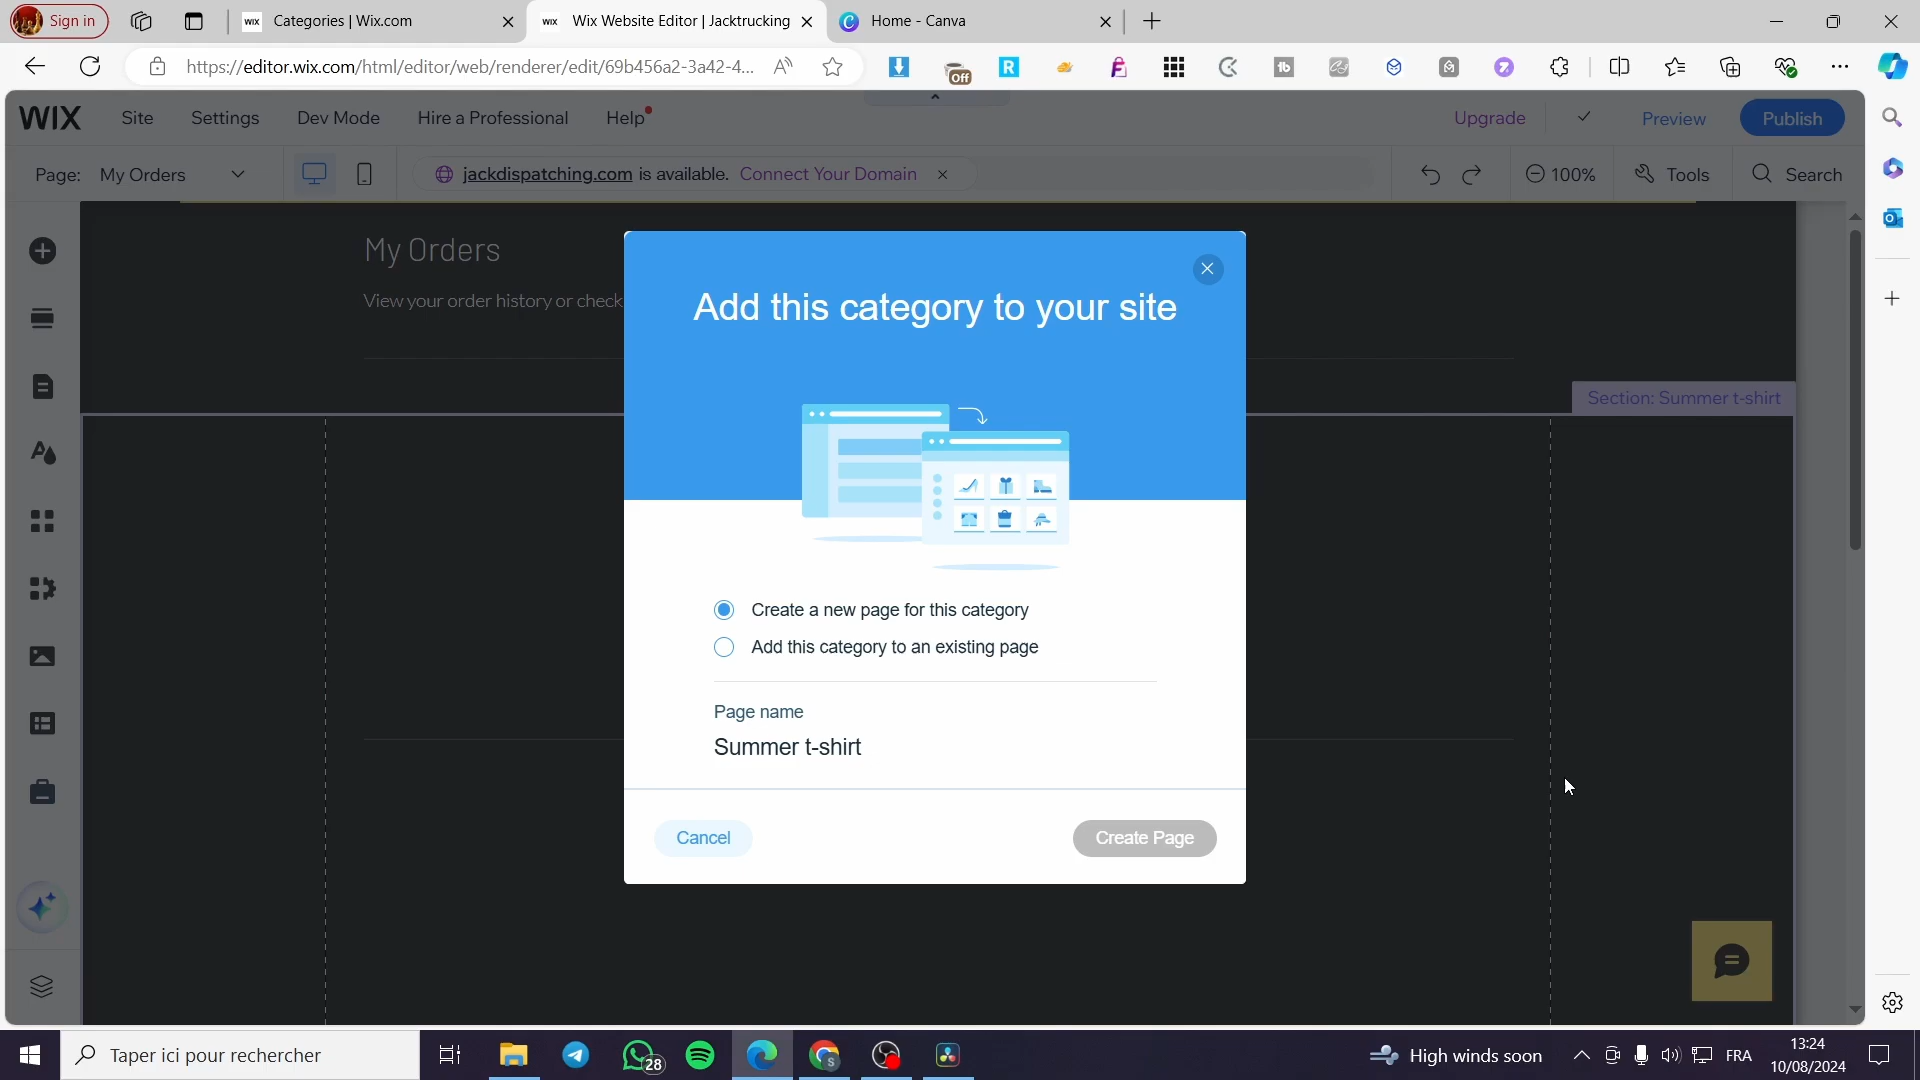 Sign in
WIX Categories | Wix.com
WIX Wix Website Editor | Jacktrucking
C Home - Canva
https://editor.wix.com/html/editor/web/renderer/edit/69b456a2-3a42-4...
Off
WIX Site Settings Dev Mode Hire a Professional Help
Upgrade Preview Publish
Page: My Orders
jackdispatching.com is available. Connect Your Domain
100% Tools Search
My Orders
View your order history or check
Section: Summer t-shirt
Add this category to your site
Create a new page for this category
Add this category to an existing page
Page name
Summer t-shirt
Cancel Create Page
Taper ici pour rechercher
28
High winds soon
FRA
13:24
10/08/2024